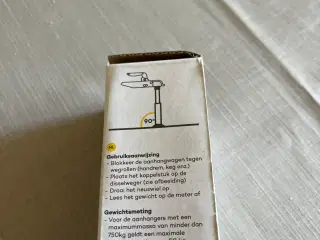 90°
NL
Gebruiksaanwijzing
- Blokkeer de aanhangwagen tegen
wegrollen (handrem, keg enz.)
- Plaats het koppelstuk op de
disselweger (zie afbeelding)
- Draai het neuswiel op
- Lees het gewicht op de meter af
Gewichtsmeting
- Voor de aanhangers met een
maximummassa van minder dan
750kg geldt een maximale